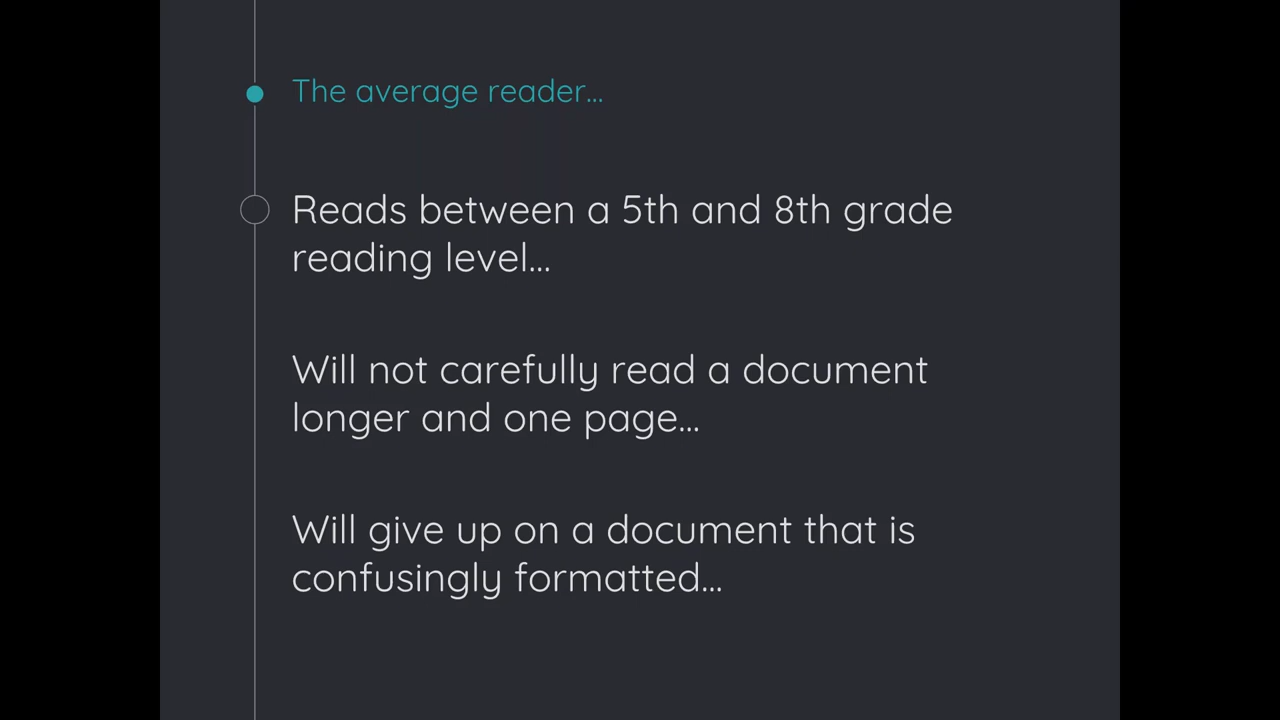 The average reader...
Reads between a 5th and 8th grade
reading level...
Will not carefully read a document
longer and one page...
Will give up on a document that is
confusingly formatted...